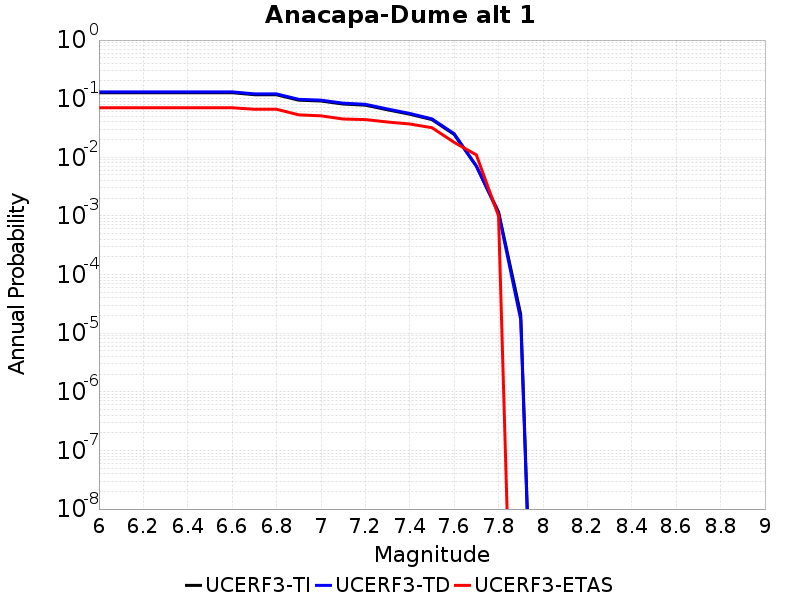 Anacapa-Dume alt 1
Annual Probability
10^0
10^-1
10^-2
10^-3
10^-4
10^-5
10^-6
10^-7
10^-8
6 6.2 6.4 6.6 6.8 7 7.2 7.4 7.6 7.8 8 8.2 8.4 8.6 8.8 9
Magnitude
UCERF3-TI UCERF3-TD UCERF3-ETAS